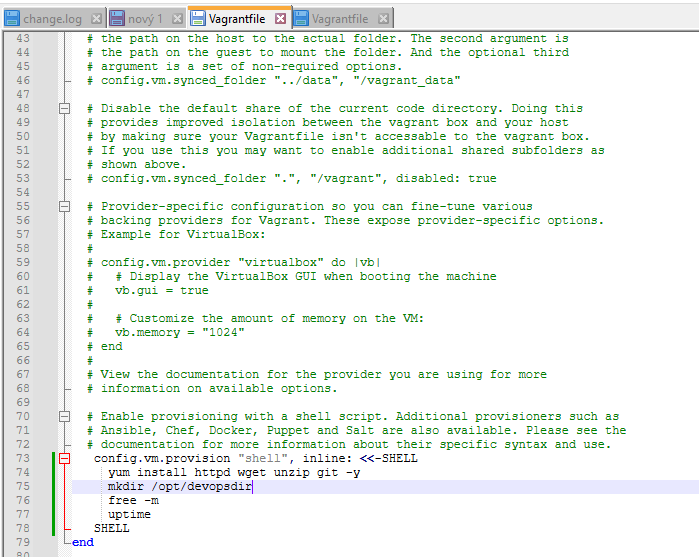 change.log nový 1 Vagrantfile Vagrantfile
43 # the path on the host to the actual folder. The second argument is
44 # the path on the guest to mount the folder. And the optional third
45 # argument is a set of non-required options.
46 # config.vm.synced_folder "../data", "/vagrant_data"
47
48 # Disable the default share of the current code directory. Doing this
49 # provides improved isolation between the vagrant box and your host
50 # by making sure your Vagrantfile isn't accessable to the vagrant box.
51 # If you use this you may want to enable additional shared subfolders as
52 # shown above.
53 # config.vm.synced_folder ".", "/vagrant", disabled: true
54
55 # Provider-specific configuration so you can fine-tune various
56 # backing providers for Vagrant. These expose provider-specific options.
57 # Example for VirtualBox:
58 #
59 # config.vm.provider "virtualbox" do |vb|
60 #   # Display the VirtualBox GUI when booting the machine
61 #   vb.gui = true
62 #
63 #   # Customize the amount of memory on the VM:
64 #   vb.memory = "1024"
65 # end
66 #
67 # View the documentation for the provider you are using for more
68 # information on available options.
69
70 # Enable provisioning with a shell script. Additional provisioners such as
71 # Ansible, Chef, Docker, Puppet and Salt are also available. Please see the
72 # documentation for more information about their specific syntax and use.
73 config.vm.provision "shell", inline: <<-SHELL
74 yum install httpd wget unzip git -y
75 mkdir /opt/devopsdir
76 free -m
77 uptime
78 SHELL
79 end
80